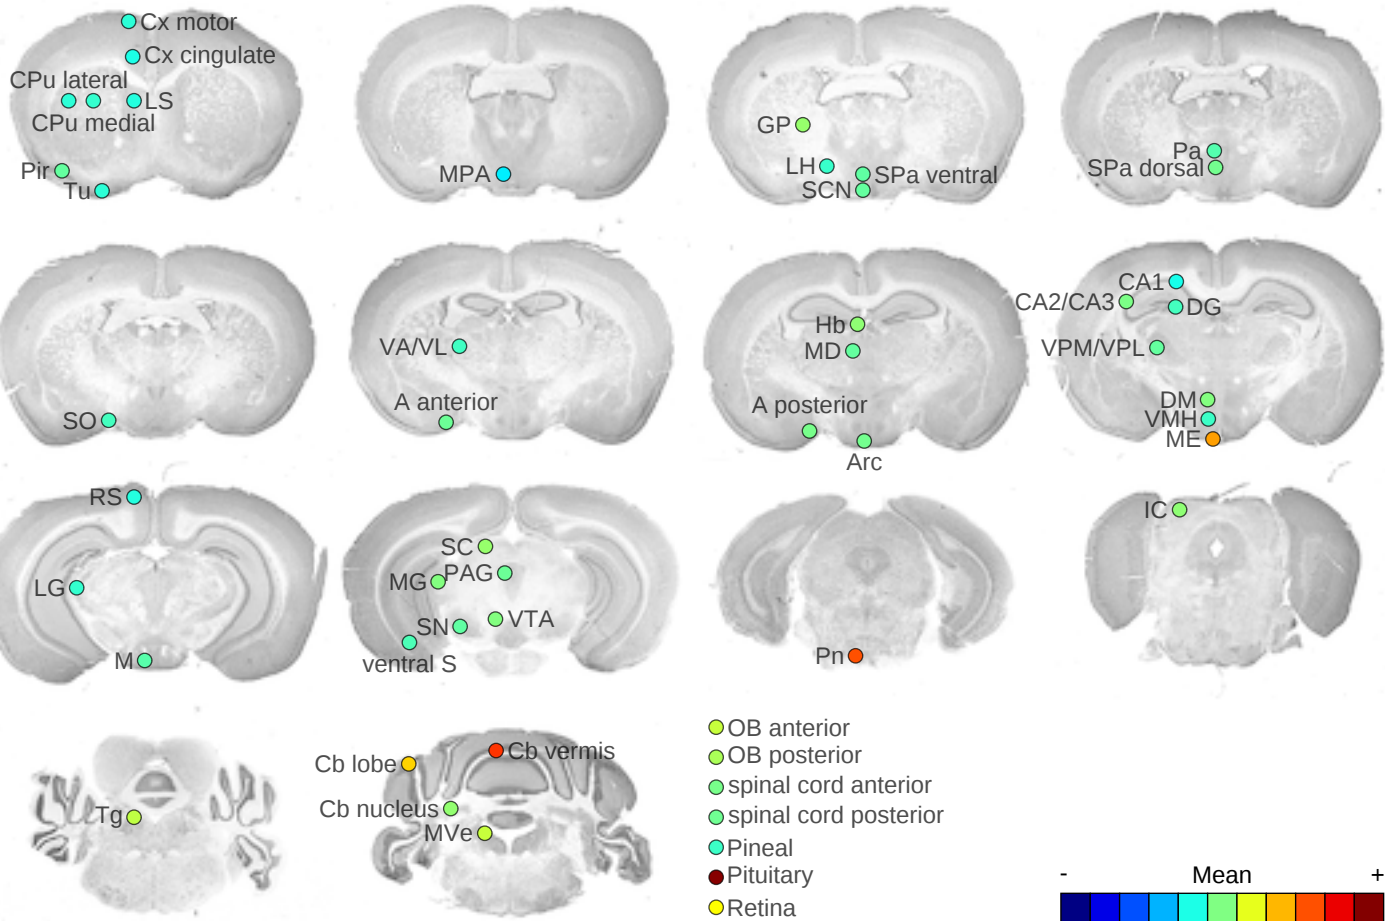 Cx motor
Cx cingulate
CPu lateral
LS
CPu medial
Pir
Tu
MPA
GP
LH
SPa ventral
SCN
Pa
SPa dorsal
SO
VA/VL
A anterior
Hb
MD
A posterior
Arc
CA1
CA2/CA3
DG
VPM/VPL
DM
VMH
ME
RS
LG
M
SC
MG
PAG
SN
VTA
ventral S
Pn
IC
Tg
Cb lobe
Cb vermis
Cb nucleus
MVe
OB anterior
OB posterior
spinal cord anterior
spinal cord posterior
Pineal
Pituitary
Retina
- Mean +